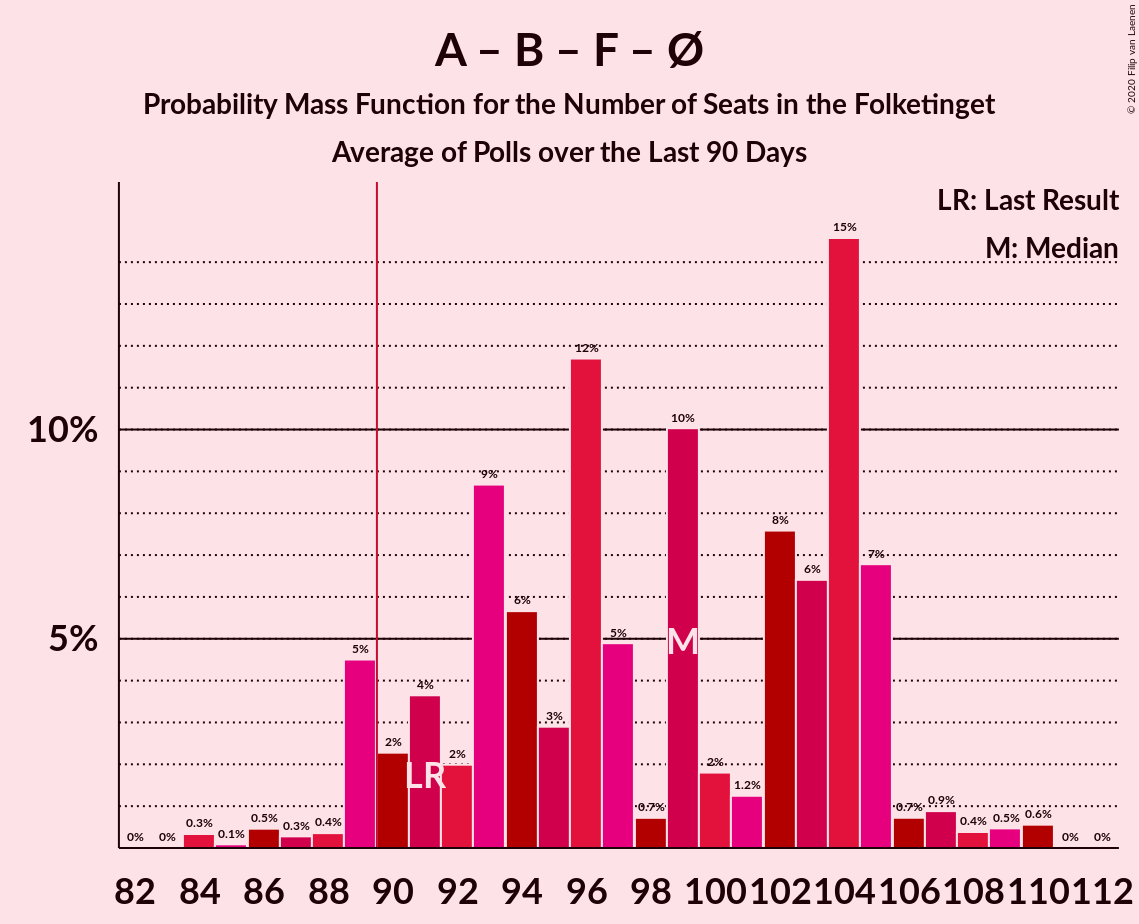 A – B – F – Ø
Probability Mass Function for the Number of Seats in the Folketinget
Average of Polls over the Last 90 Days
© 2020 Filip van Laenen
LR: Last Result
M: Median
10%
5%
0% 0% 0.3% 0.1% 0.5% 0.3% 0.4% 5% 2% 4% 2% 9% 6% 3% 12% 5% 0.7% 10% 2% 1.2% 8% 6% 15% 7% 0.7% 0.9% 0.4% 0.5% 0.6% 0% 0%
M
LR
82 84 86 88 90 92 94 96 98 100 102 104 106 108 110 112